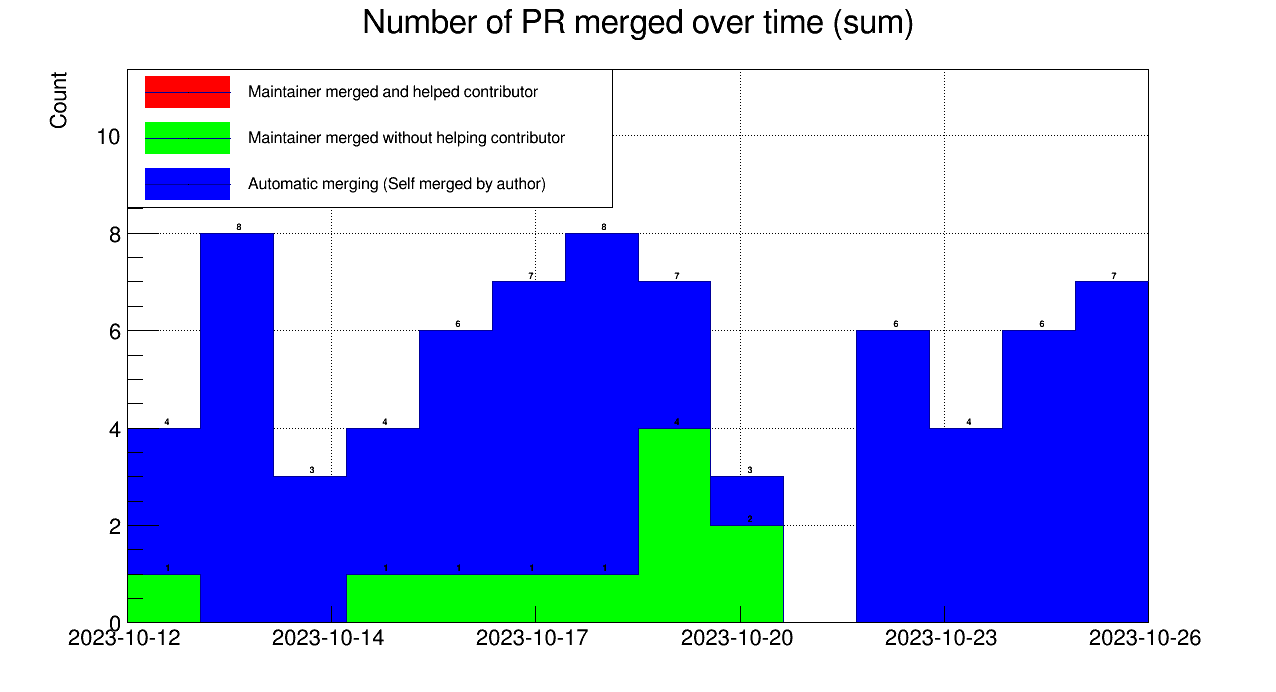 Number of PR merged over time (sum)
Count
Maintainer merged and helped contributor
Maintainer merged without helping contributor
Automatic merging (Self merged by author)
10
8
6
4
2
0
8 8
7 7 7
6 6 6
4 4 4 4
3 3
2
1 1 1 1 1
2023-10-12 2023-10-14 2023-10-17 2023-10-20 2023-10-23 2023-10-26